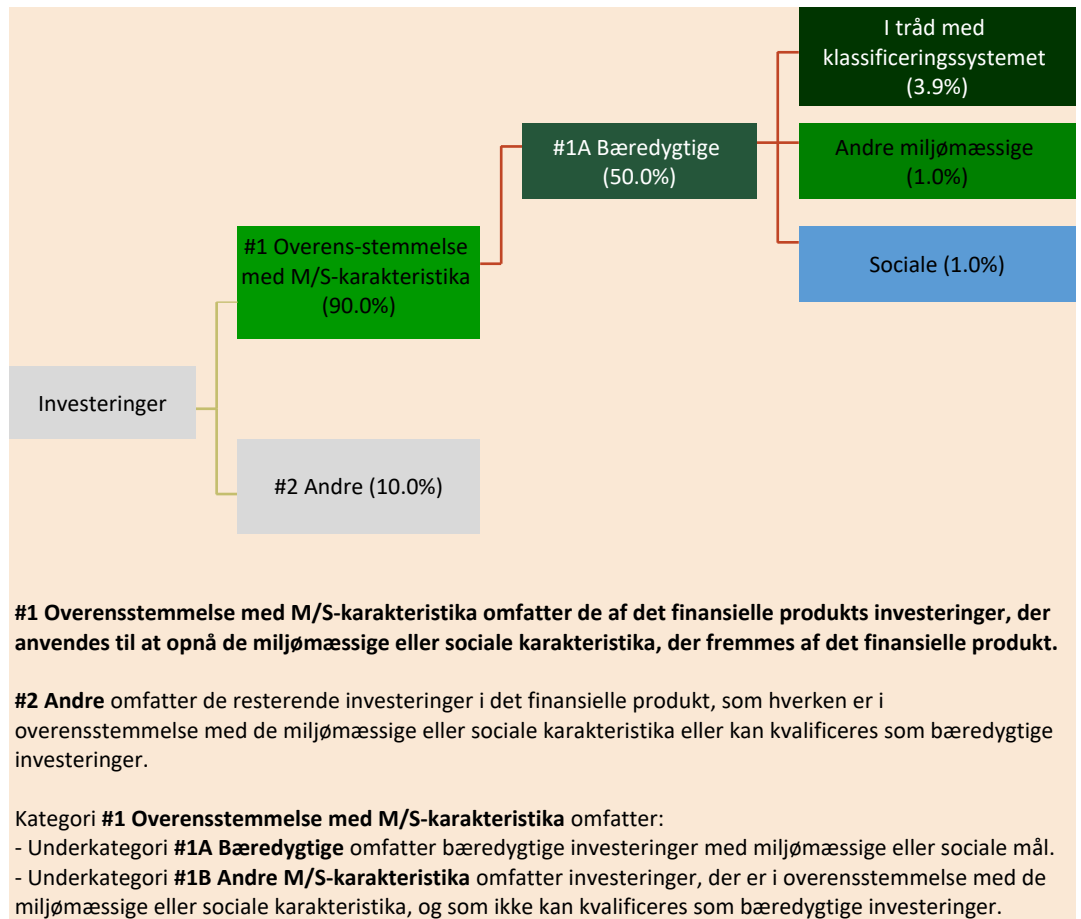 I tråd med
klassificeringssystemet
(3.9%)
#1A Bæredygtige
(50.0%)
Andre miljømæssige
(1.0%)
#1 Overens-stemmelse
med M/S-karakteristika
(90.0%)
Sociale (1.0%)
Investeringer
#2 Andre (10.0%)
#1 Overensstemmelse med M/S-karakteristika omfatter de af det finansielle produkts investeringer, der
anvendes til at opnå de miljømæssige eller sociale karakteristika, der fremmes af det finansielle produkt.
#2 Andre omfatter de resterende investeringer i det finansielle produkt, som hverken er i
overensstemmelse med de miljømæssige eller sociale karakteristika eller kan kvalificeres som bæredygtige
investeringer.
Kategori #1 Overensstemmelse med M/S-karakteristika omfatter:
- Underkategori #1A Bæredygtige omfatter bæredygtige investeringer med miljømæssige eller sociale mål.
- Underkategori #1B Andre M/S-karakteristika omfatter investeringer, der er i overensstemmelse med de
miljømæssige eller sociale karakteristika, og som ikke kan kvalificeres som bæredygtige investeringer.